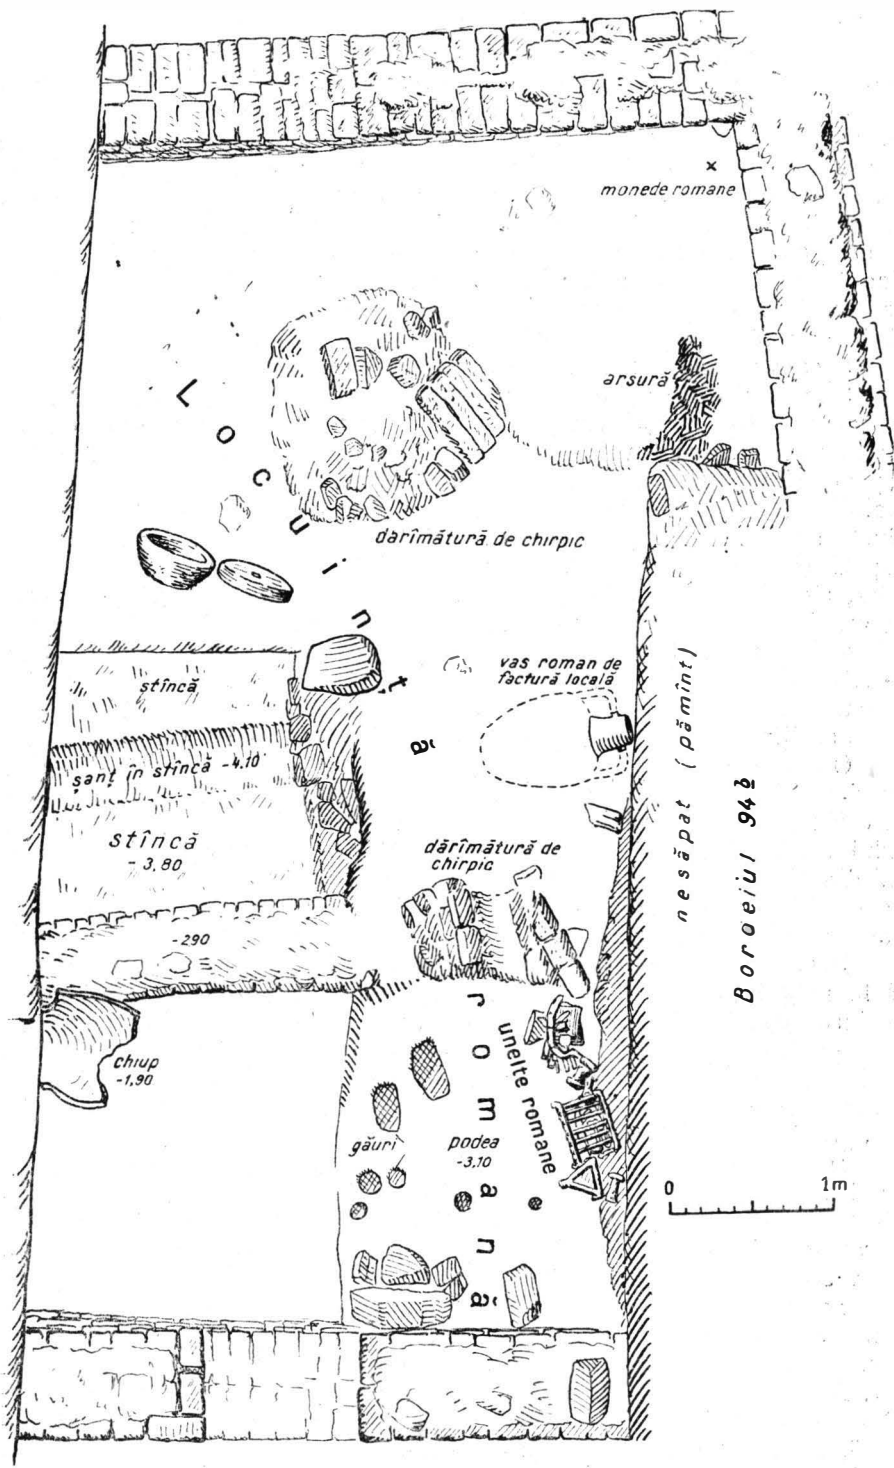 monede romane
arsură
Locuință
darîmătură de chirpic
vas roman de
factură locală
stîncă
șanț în stîncă -4.10
stîncă
- 3,80
dărîmătură de
chirpic
nesăpat (pămînt)
Boroeiul 94b
-290
romană
unelte romane
chiup
-1,90
găuri
podea
-3,10
0 1m